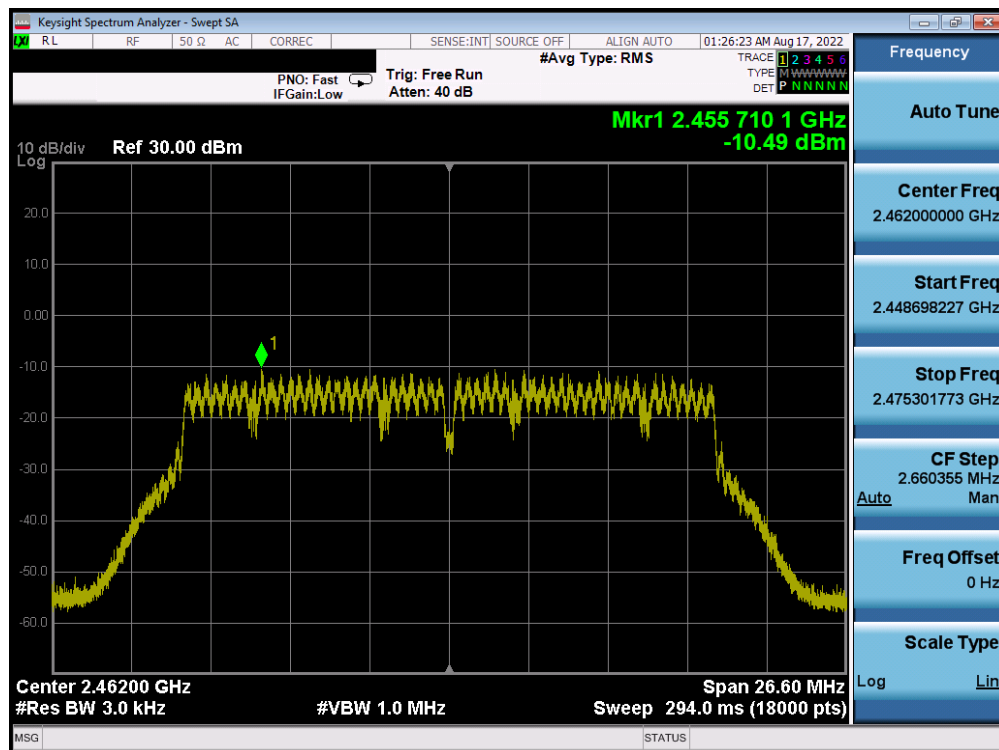 Keysight Spectrum Analyzer - Swept SA
LXI RL RF 50 Ω AC CORREC SENSE:INT SOURCE OFF ALIGN AUTO 01:26:23 AM Aug 17, 2022
#Avg Type: RMS
TRACE 1 2 3 4 5 6
TYPE M W W W W W
DET P N N N N N
PNO: Fast
IFGain:Low
Trig: Free Run
Atten: 40 dB
Mkr1 2.455 710 1 GHz
-10.49 dBm
10 dB/div Ref 30.00 dBm
Log
20.0
10.0
0.00
-10.0
-20.0
-30.0
-40.0
-50.0
-60.0
1
Center 2.46200 GHz
Span 26.60 MHz
#Res BW 3.0 kHz
#VBW 1.0 MHz
Sweep 294.0 ms (18000 pts)
MSG
STATUS
Frequency
Auto Tune
Center Freq
2.462000000 GHz
Start Freq
2.448698227 GHz
Stop Freq
2.475301773 GHz
CF Step
2.660355 MHz
Auto Man
Freq Offset
0 Hz
Scale Type
Log Lin